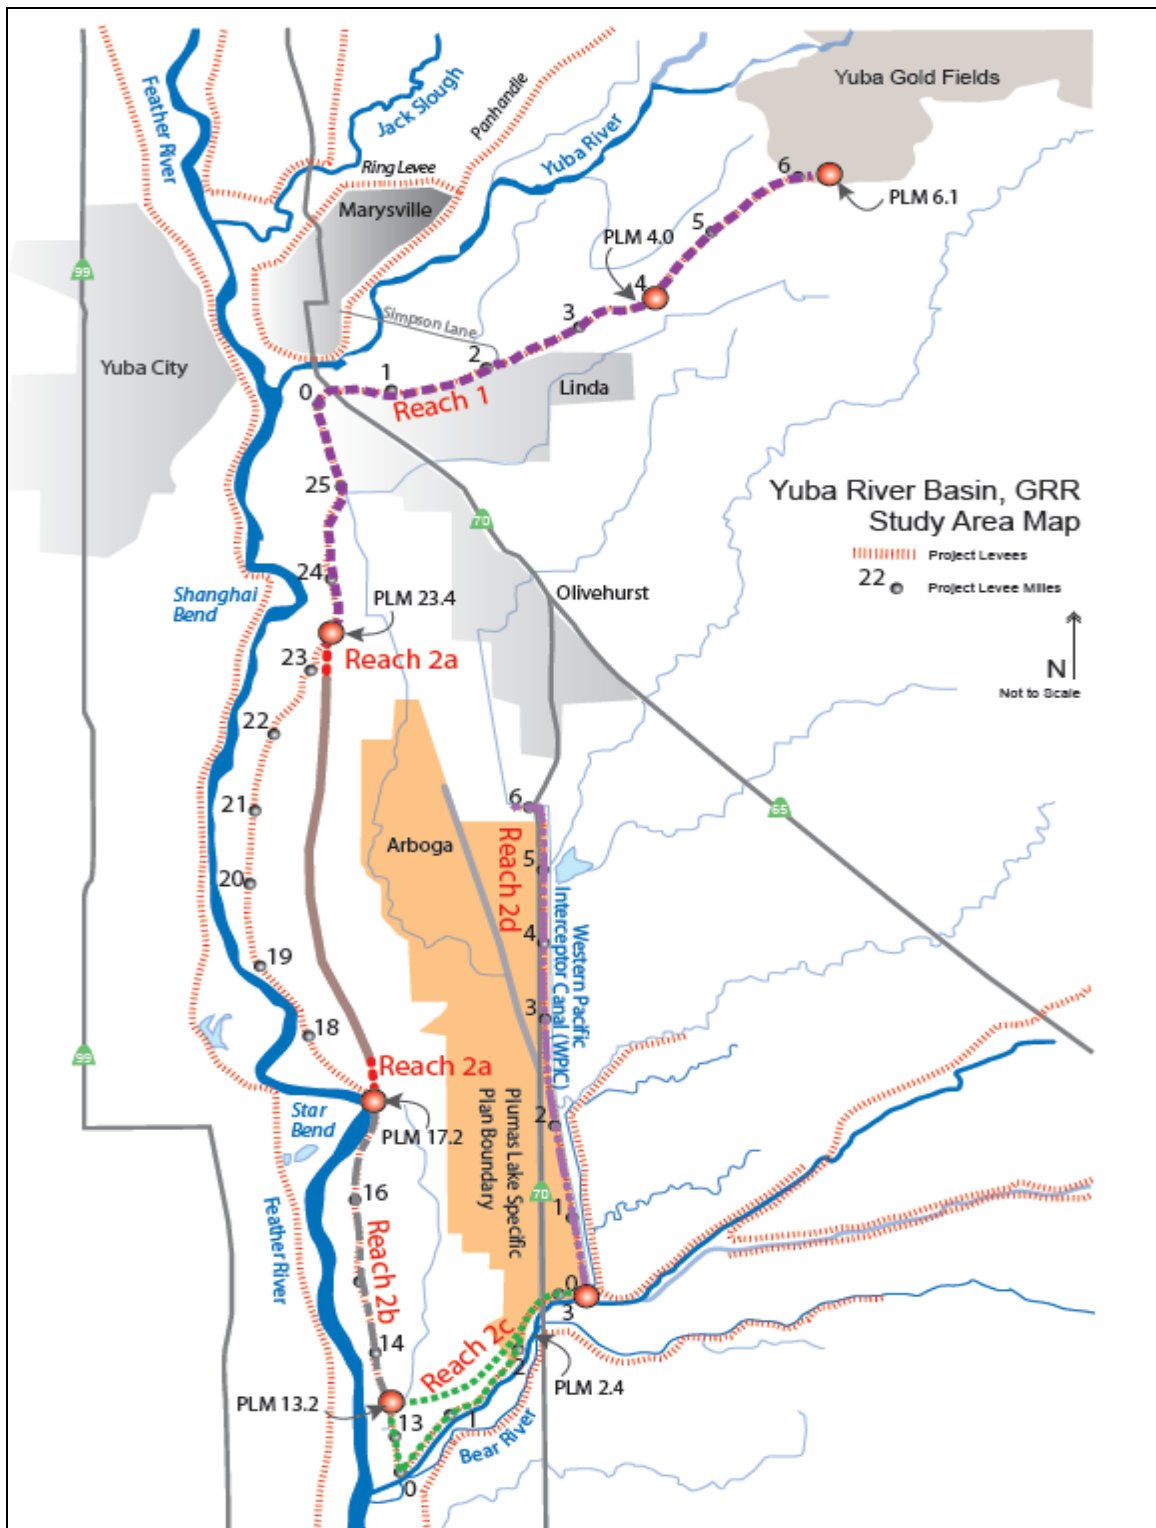 Yuba Gold Fields
Feather River
Jack Slough
Panhandle
Yuba River
Ring Levee
Marysville
6
PLM 6.1
5
PLM 4.0
4
99
3
Simpson Lane
2
Yuba City
1
0
Linda
Reach 1
25
Yuba River Basin, GRR
Study Area Map
Project Levees
22
Project Levee Miles
N
Not to Scale
70
24
Shanghai
Bend
PLM 23.4
Olivehurst
23
Reach 2a
22
21
6
65
Arboga
Reach 2d
5
20
4
Western Pacific
Interceptor Canal (WPIC)
19
3
18
99
Reach 2a
Star
Bend
PLM 17.2
2
Plumas Lake Specific
Plan Boundary
16
70
1
Feather River
Reach 2b
0
3
14
Reach 2c
2
PLM 2.4
PLM 13.2
13
1
Bear River
0